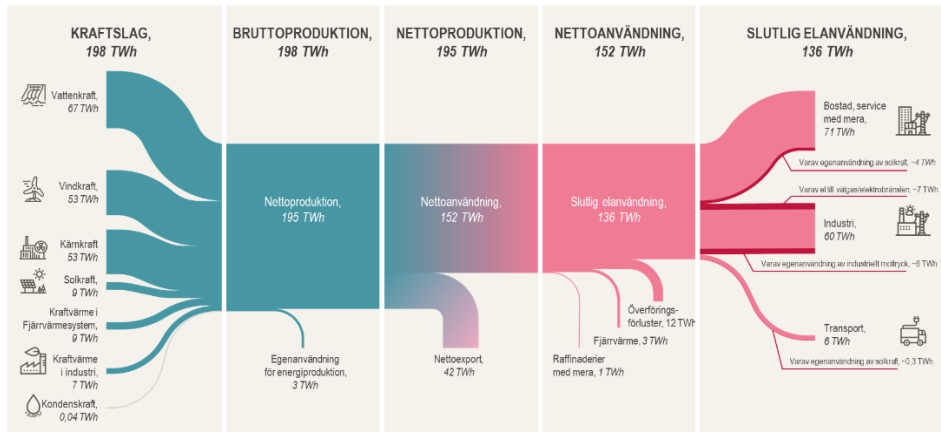 KRAFTSLAG,
198 TWh
Vattenkraft,
67 TWh
Vindkraft,
53 TWh
Kärnkraft
53 TWh
Solkraft,
9 TWh
Kraftvärme i
Fjärrvärmesystem,
9 TWh
Kraftvärme
i industri,
7 TWh
Kondenskraft,
0,04 TWh
BRUTTOPRODUKTION,
198 TWh
Nettoproduktion,
195 TWh
Egenanvändning
för energiproduktion,
3 TWh
NETTOPRODUKTION,
195 TWh
Nettoanvändning,
152 TWh
Nettoexport,
42 TWh
NETTOANVÄNDNING,
152 TWh
Slutlig elanvändning,
136 TWh
Överförings-
förluster, 12 TWh
Fjärrvärme, 3 TWh
Raffinaderier
med mera, 1 TWh
SLUTLIG ELANVÄNDNING,
136 TWh
Bostad, service
med mera,
71 TWh
Varav egenanvändning av solkraft, ~4 TWh
Varav el till vätgas/elektrobränslen, ~7 TWh
Industri,
60 TWh
Varav egenanvändning av industriellt mottryck, ~6 TWh
Transport,
6 TWh
Varav egenanvändning av solkraft, ~0,3 TWh